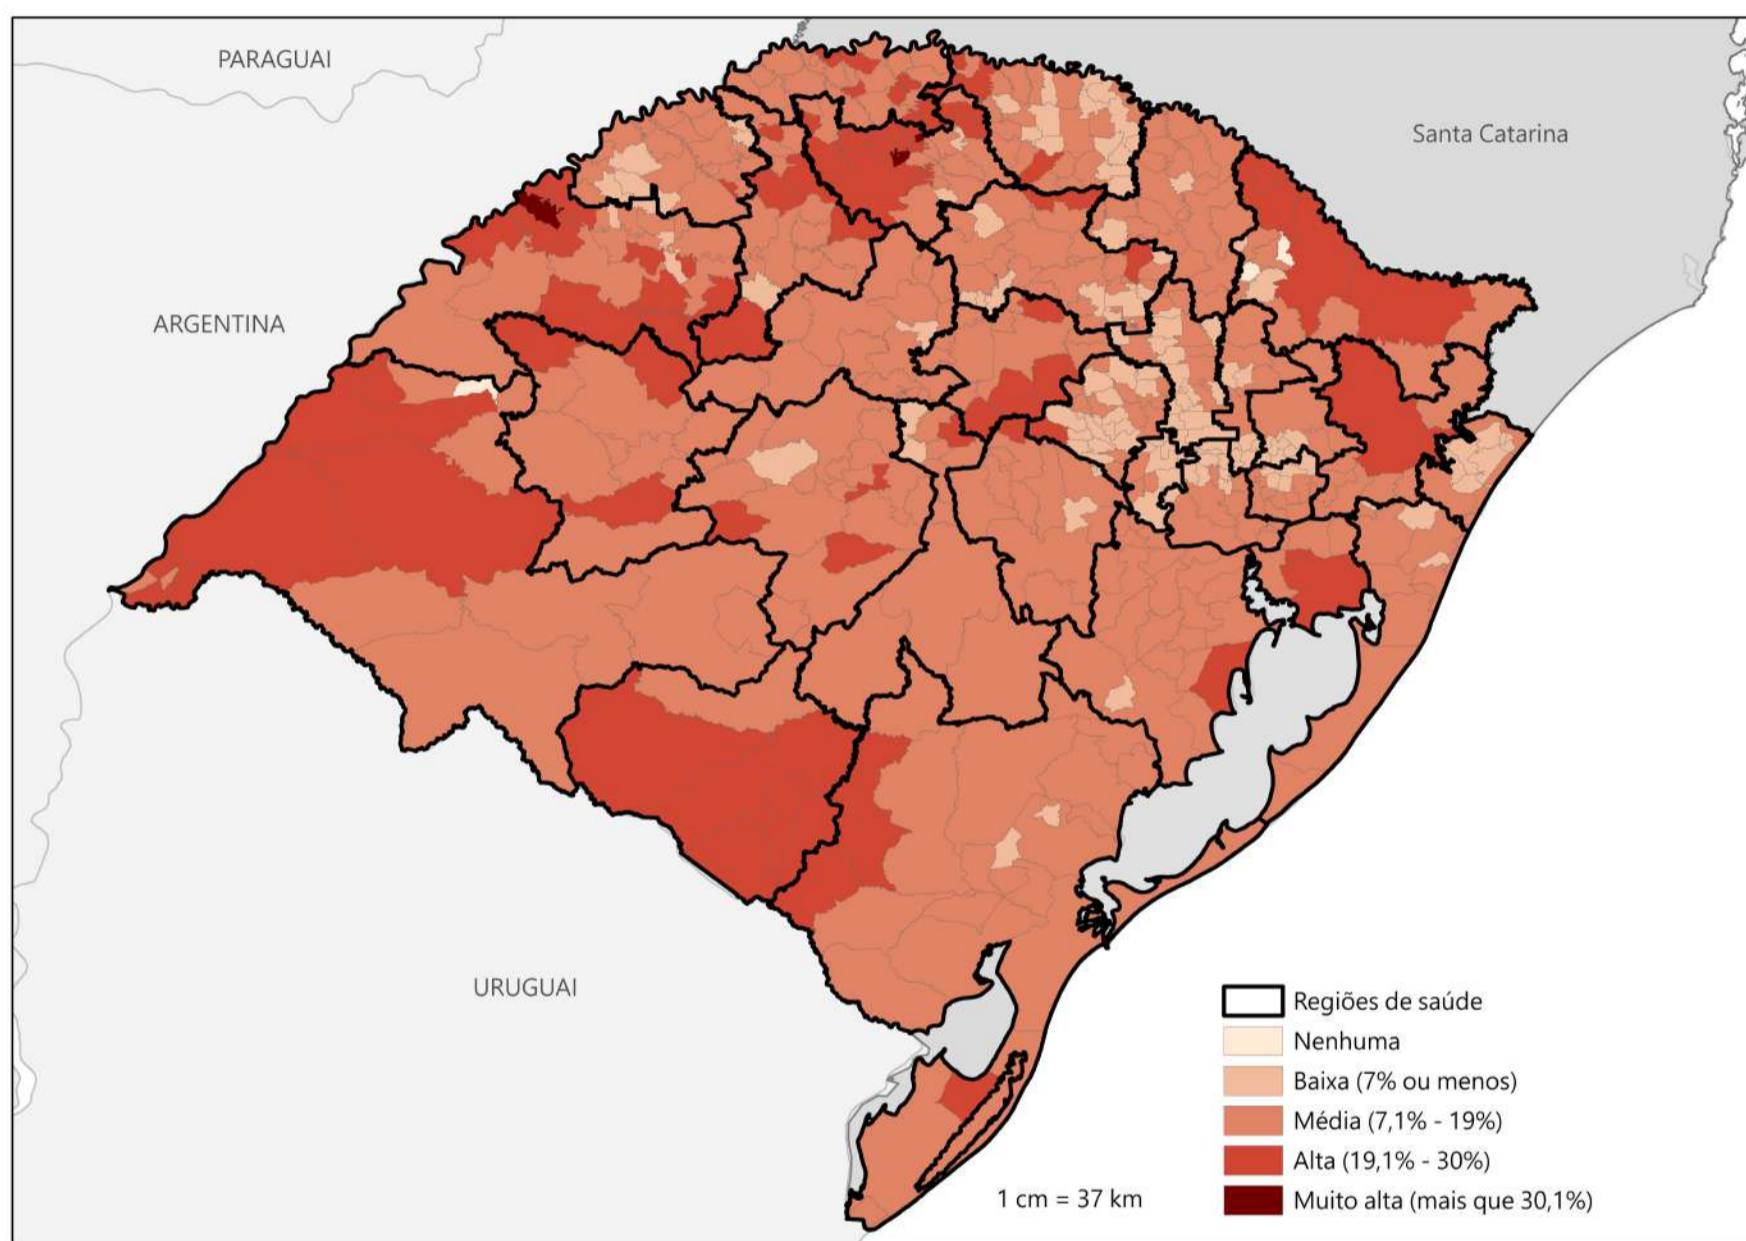 PARAGUAI
Santa Catarina
ARGENTINA
URUGUAI
Regiões de saúde
Nenhuma
Baixa (7% ou menos)
Média (7,1% - 19%)
Alta (19,1% - 30%)
Muito alta (mais que 30,1%)
1 cm = 37 km